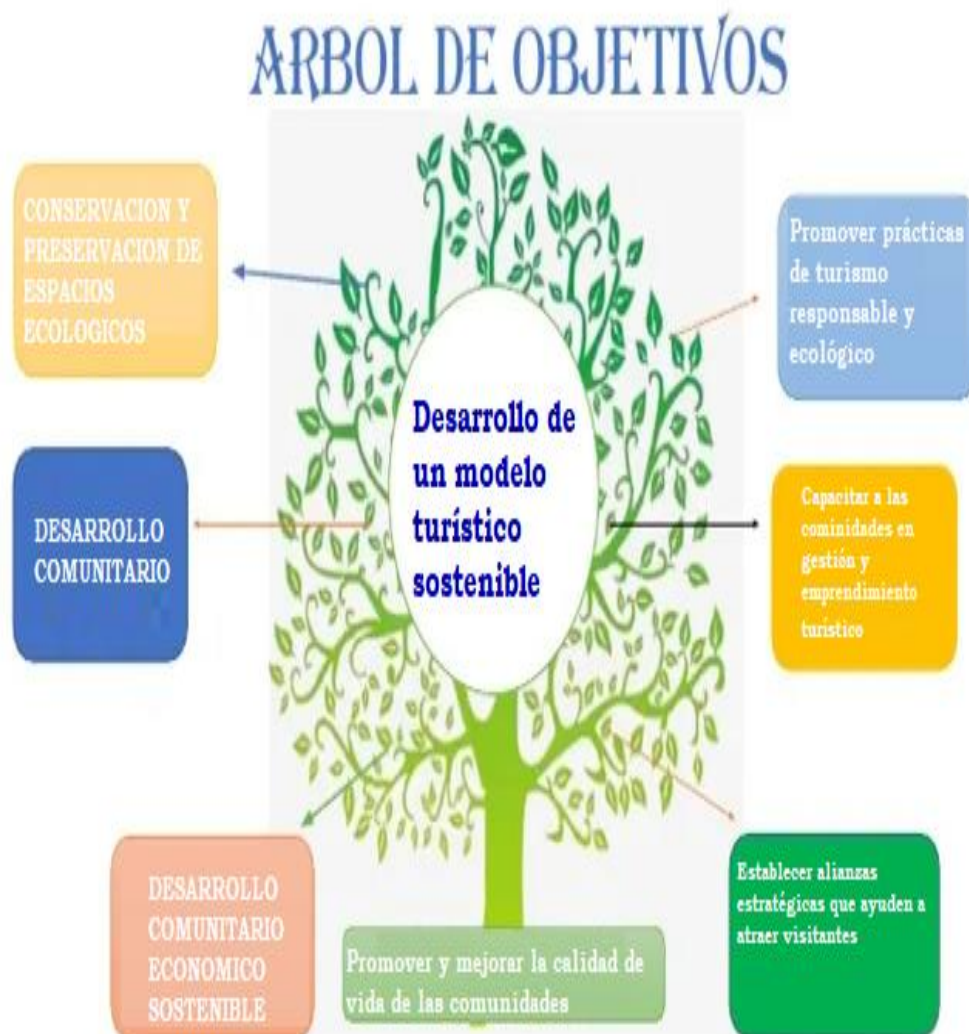 ARBOL DE OBJETIVOS
CONSERVACION Y
PRESERVACION DE
ESPACIOS
ECOLOGICOS
Promover prácticas
de turismo
responsable y
ecológico
Desarrollo de
un modelo
turístico
sostenible
DESARROLLO
COMUNITARIO
Capacitar a las
cominidades en
gestión y
emprendimiento
turístico
DESARROLLO
COMUNITARIO
ECONOMICO
SOSTENIBLE
Promover y mejorar la calidad de
vida de las comunidades
Establecer alianzas
estratégicas que ayuden a
atraer visitantes